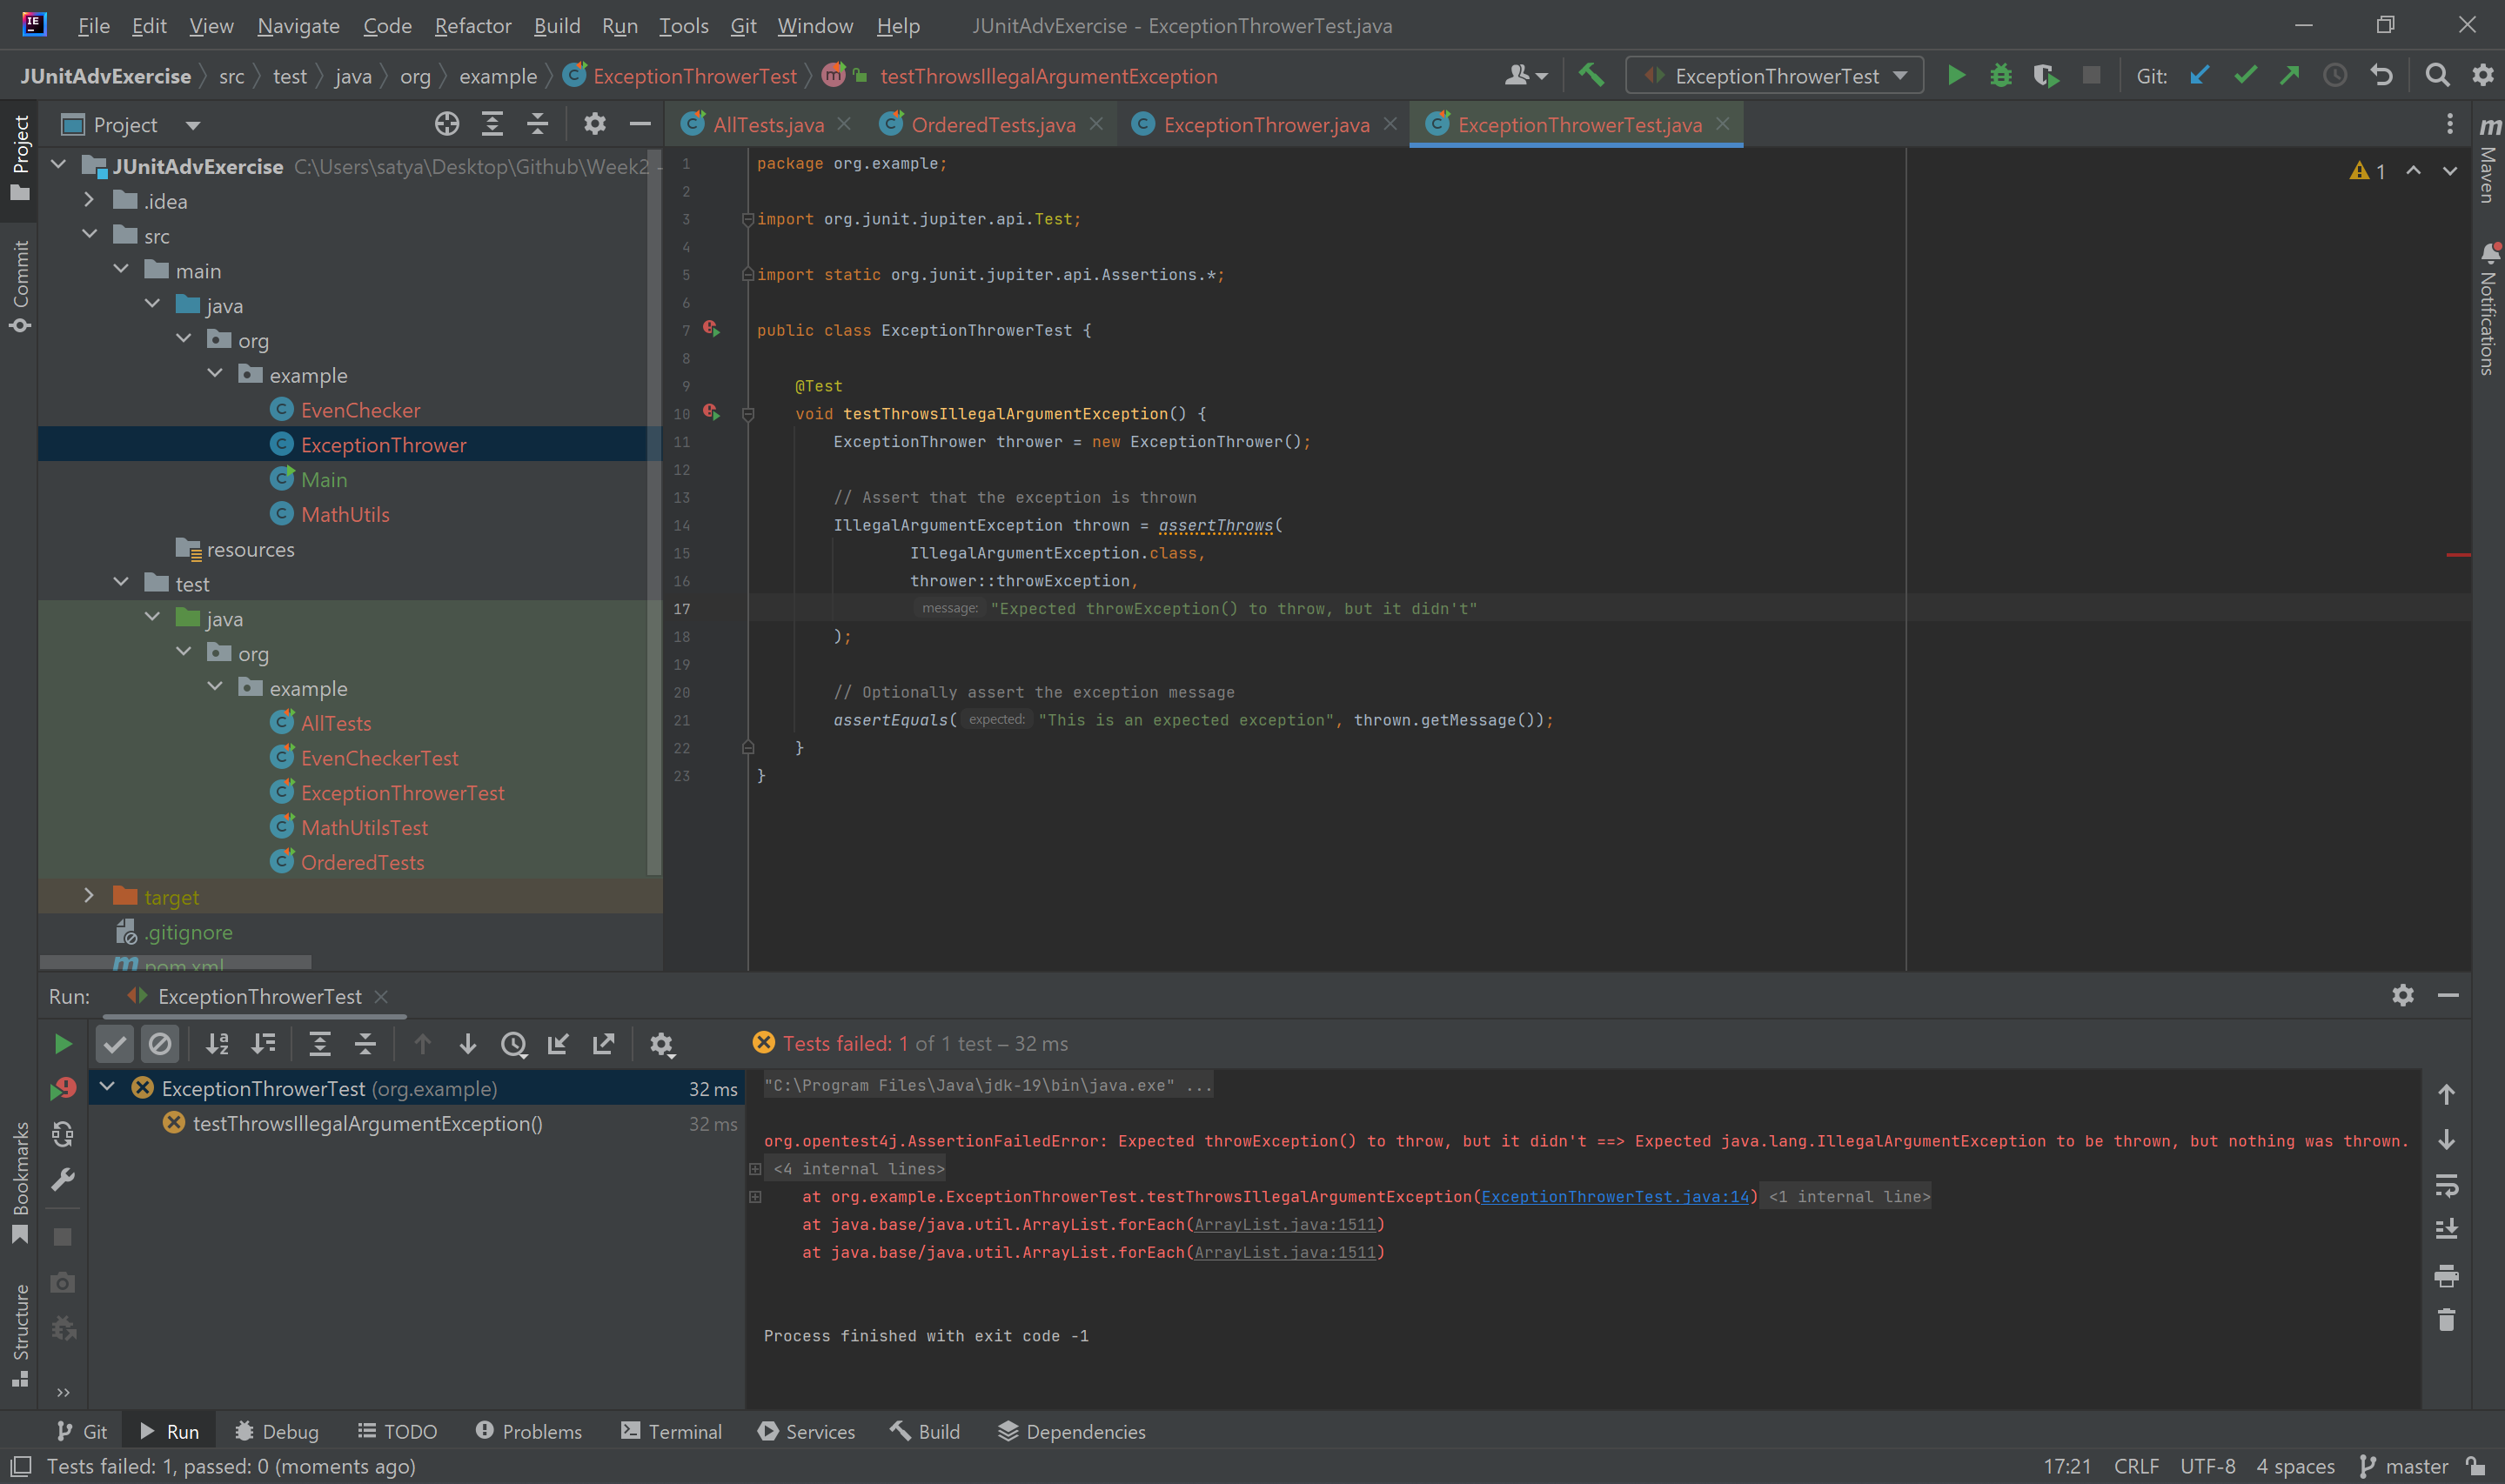 File Edit View Navigate Code Refactor Build Run Tools Git Window Help JUnitAdvExercise - ExceptionThrowerTest.java
JUnitAdvExercise src test java org example ExceptionThrowerTest testThrowsIllegalArgumentException ExceptionThrowerTest Git:
Project
AllTests.java OrderedTests.java ExceptionThrower.java ExceptionThrowerTest.java
JUnitAdvExercise C:\Users\satya\Desktop\Github\Week2
.idea
src
main
java
org
example
EvenChecker
ExceptionThrower
Main
MathUtils
resources
test
java
org
example
AllTests
EvenCheckerTest
ExceptionThrowerTest
MathUtilsTest
OrderedTests
target
.gitignore
pom.xml
Project
Commit
Bookmarks
Structure
Maven
Notifications
1
1 package org.example;
2
3 import org.junit.jupiter.api.Test;
4
5 import static org.junit.jupiter.api.Assertions.*;
6
7 public class ExceptionThrowerTest {
8
9 @Test
10 void testThrowsIllegalArgumentException() {
11 ExceptionThrower thrower = new ExceptionThrower();
12
13 // Assert that the exception is thrown
14 IllegalArgumentException thrown = assertThrows(
15 IllegalArgumentException.class,
16 thrower::throwException,
17 message: "Expected throwException() to throw, but it didn't"
18 );
19
20 // Optionally assert the exception message
21 assertEquals( expected: "This is an expected exception", thrown.getMessage());
22 }
23 }
Run: ExceptionThrowerTest
Tests failed: 1 of 1 test – 32 ms
ExceptionThrowerTest (org.example) 32 ms
testThrowsIllegalArgumentException() 32 ms
"C:\Program Files\Java\jdk-19\bin\java.exe" ...
org.opentest4j.AssertionFailedError: Expected throwException() to throw, but it didn't ==> Expected java.lang.IllegalArgumentException to be thrown, but nothing was thrown.
<4 internal lines>
at org.example.ExceptionThrowerTest.testThrowsIllegalArgumentException(ExceptionThrowerTest.java:14) <1 internal line>
at java.base/java.util.ArrayList.forEach(ArrayList.java:1511)
at java.base/java.util.ArrayList.forEach(ArrayList.java:1511)
Process finished with exit code -1
Git Run Debug TODO Problems Terminal Services Build Dependencies
Tests failed: 1, passed: 0 (moments ago) 17:21 CRLF UTF-8 4 spaces master